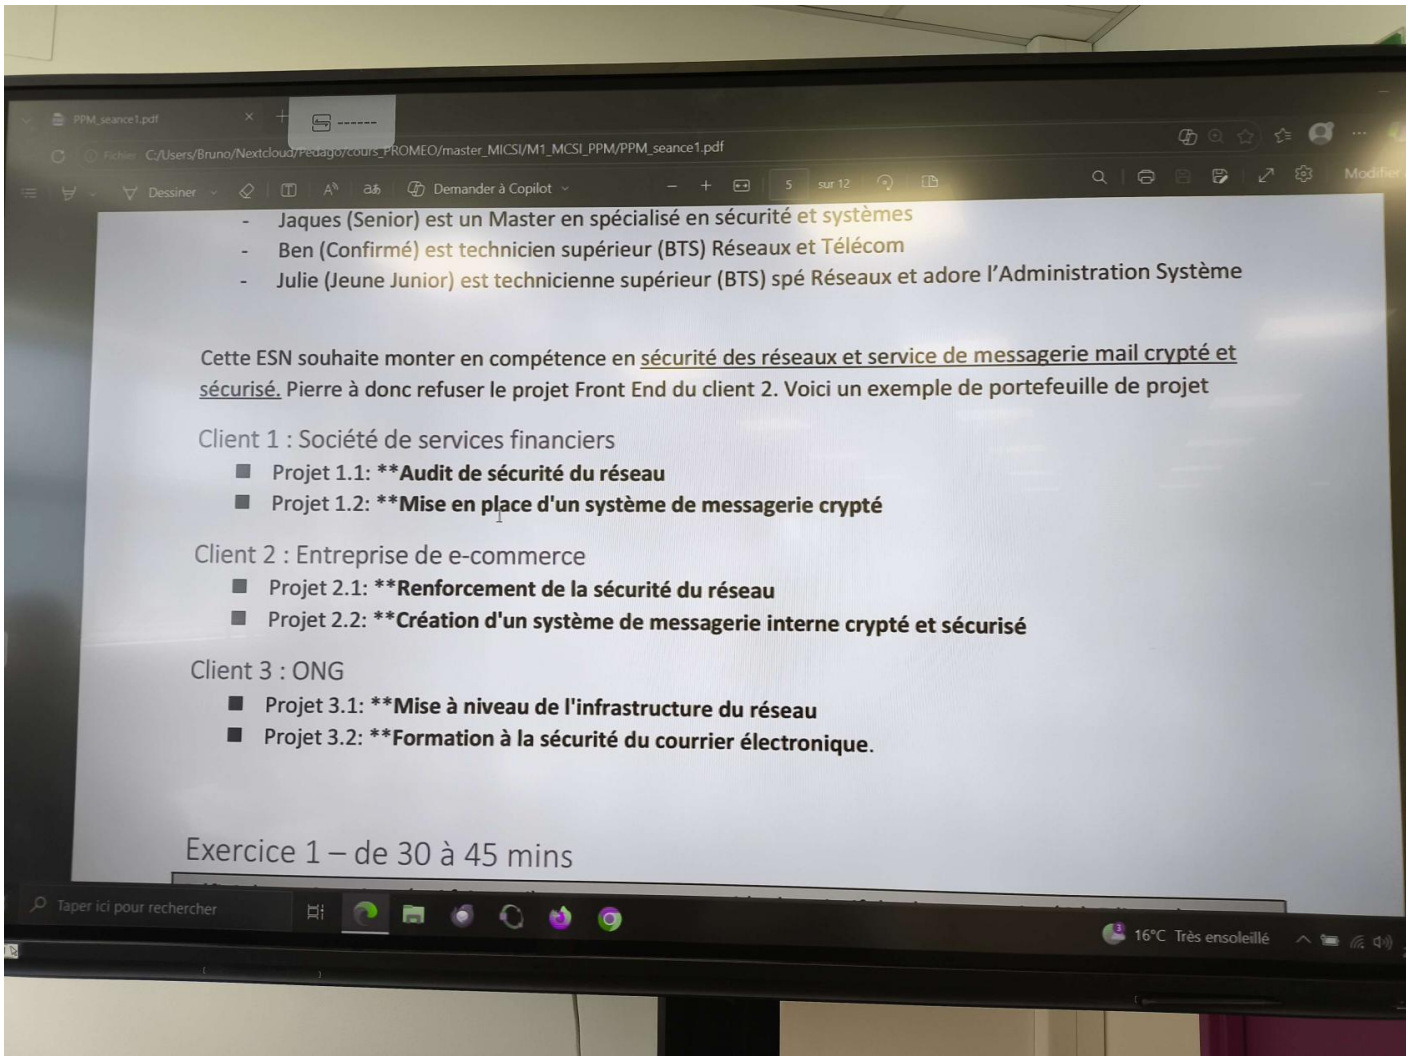 PPM_seance1.pdf
------
Fichier C:/Users/Bruno/Nextcloud/Pedago/cours_PROMEO/master_MICSI/M1_MCSI_PPM/PPM_seance1.pdf
Dessiner
Demander à Copilot
5 sur 12
Modifier
- Jaques (Senior) est un Master en spécialisé en sécurité et systèmes
- Ben (Confirmé) est technicien supérieur (BTS) Réseaux et Télécom
- Julie (Jeune Junior) est technicienne supérieur (BTS) spé Réseaux et adore l'Administration Système
Cette ESN souhaite monter en compétence en sécurité des réseaux et service de messagerie mail crypté et
sécurisé. Pierre à donc refuser le projet Front End du client 2. Voici un exemple de portefeuille de projet
Client 1 : Société de services financiers
■ Projet 1.1: **Audit de sécurité du réseau
■ Projet 1.2: **Mise en place d'un système de messagerie crypté
Client 2 : Entreprise de e-commerce
■ Projet 2.1: **Renforcement de la sécurité du réseau
■ Projet 2.2: **Création d'un système de messagerie interne crypté et sécurisé
Client 3 : ONG
■ Projet 3.1: **Mise à niveau de l'infrastructure du réseau
■ Projet 3.2: **Formation à la sécurité du courrier électronique.
Exercice 1 – de 30 à 45 mins
Taper ici pour rechercher
3
16°C Très ensoleillé